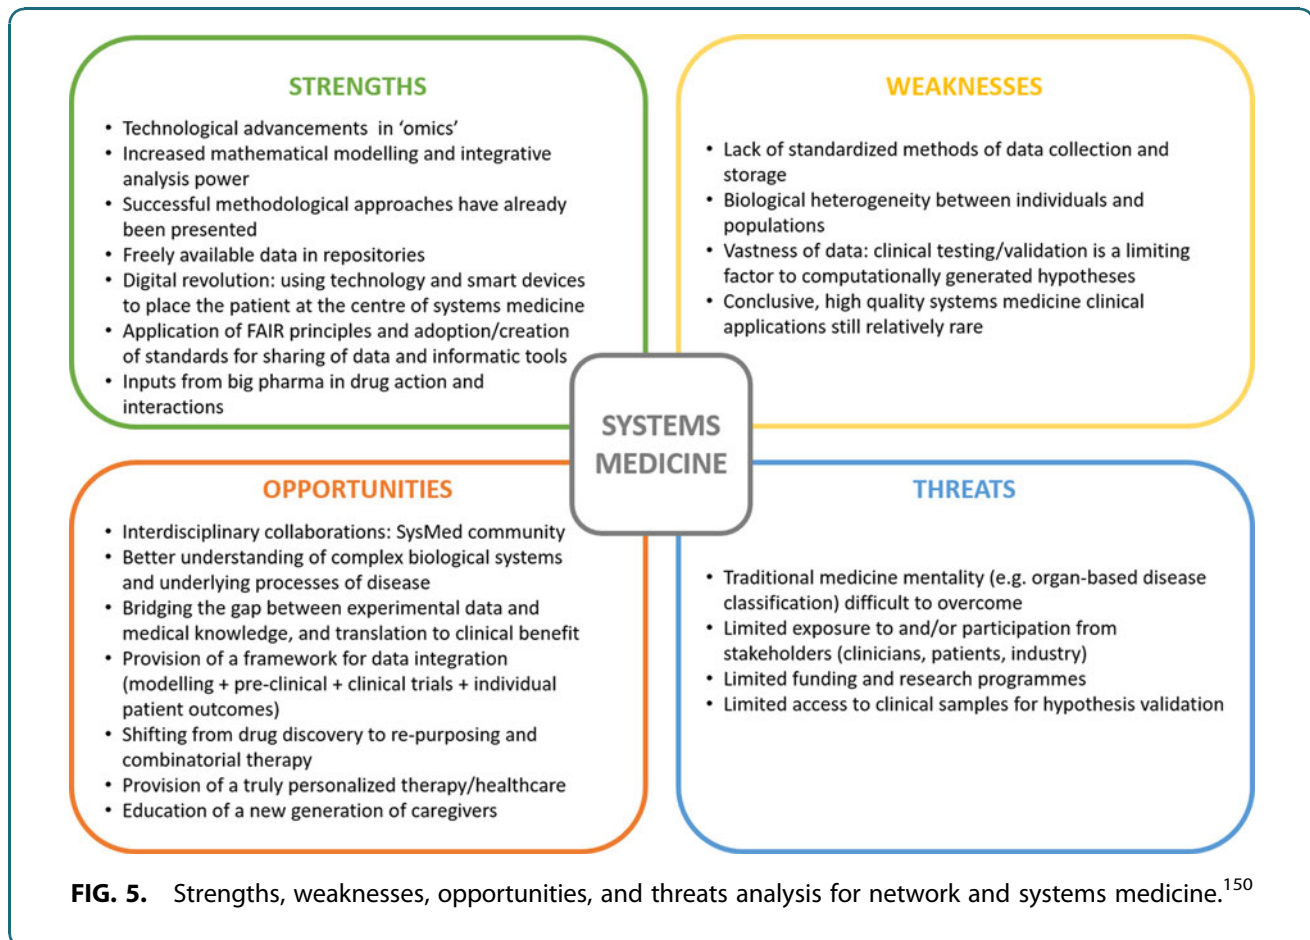 STRENGTHS
• Technological advancements in ‘omics’
• Increased mathematical modelling and integrative
analysis power
• Successful methodological approaches have already
been presented
• Freely available data in repositories
• Digital revolution: using technology and smart devices
to place the patient at the centre of systems medicine
• Application of FAIR principles and adoption/creation
of standards for sharing of data and informatic tools
• Inputs from big pharma in drug action and
interactions
WEAKNESSES
• Lack of standardized methods of data collection and
storage
• Biological heterogeneity between individuals and
populations
• Vastness of data: clinical testing/validation is a limiting
factor to computationally generated hypotheses
• Conclusive, high quality systems medicine clinical
applications still relatively rare
SYSTEMS
MEDICINE
OPPORTUNITIES
• Interdisciplinary collaborations: SysMed community
• Better understanding of complex biological systems
and underlying processes of disease
• Bridging the gap between experimental data and
medical knowledge, and translation to clinical benefit
• Provision of a framework for data integration
(modelling + pre-clinical + clinical trials + individual
patient outcomes)
• Shifting from drug discovery to re-purposing and
combinatorial therapy
• Provision of a truly personalized therapy/healthcare
• Education of a new generation of caregivers
THREATS
• Traditional medicine mentality (e.g. organ-based disease
classification) difficult to overcome
• Limited exposure to and/or participation from
stakeholders (clinicians, patients, industry)
• Limited funding and research programmes
• Limited access to clinical samples for hypothesis validation
FIG. 5. Strengths, weaknesses, opportunities, and threats analysis for network and systems medicine.150